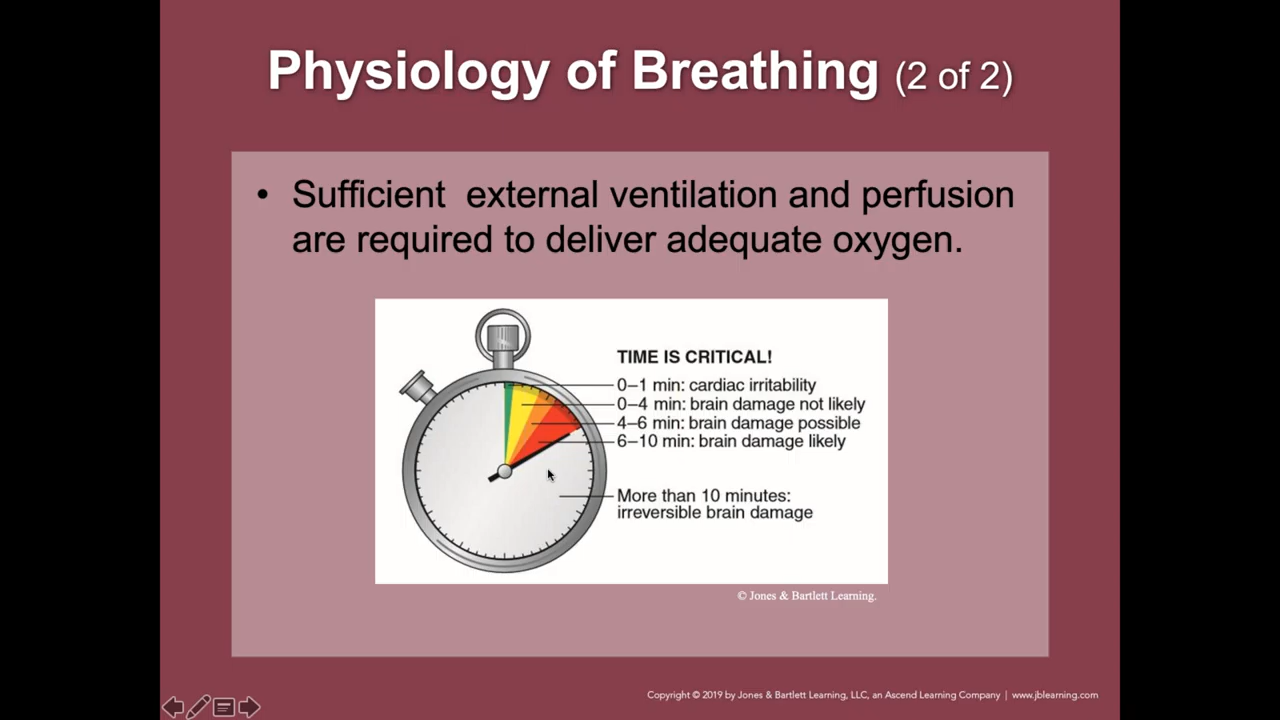 Physiology of Breathing (2 of 2)
• Sufficient  external ventilation and perfusion
are required to deliver adequate oxygen.
TIME IS CRITICAL!
0–1 min: cardiac irritability
0–4 min: brain damage not likely
4–6 min: brain damage possible
6–10 min: brain damage likely
More than 10 minutes:
irreversible brain damage
© Jones & Bartlett Learning.
Copyright © 2019 by Jones & Bartlett Learning, LLC, an Ascend Learning Company | www.jblearning.com